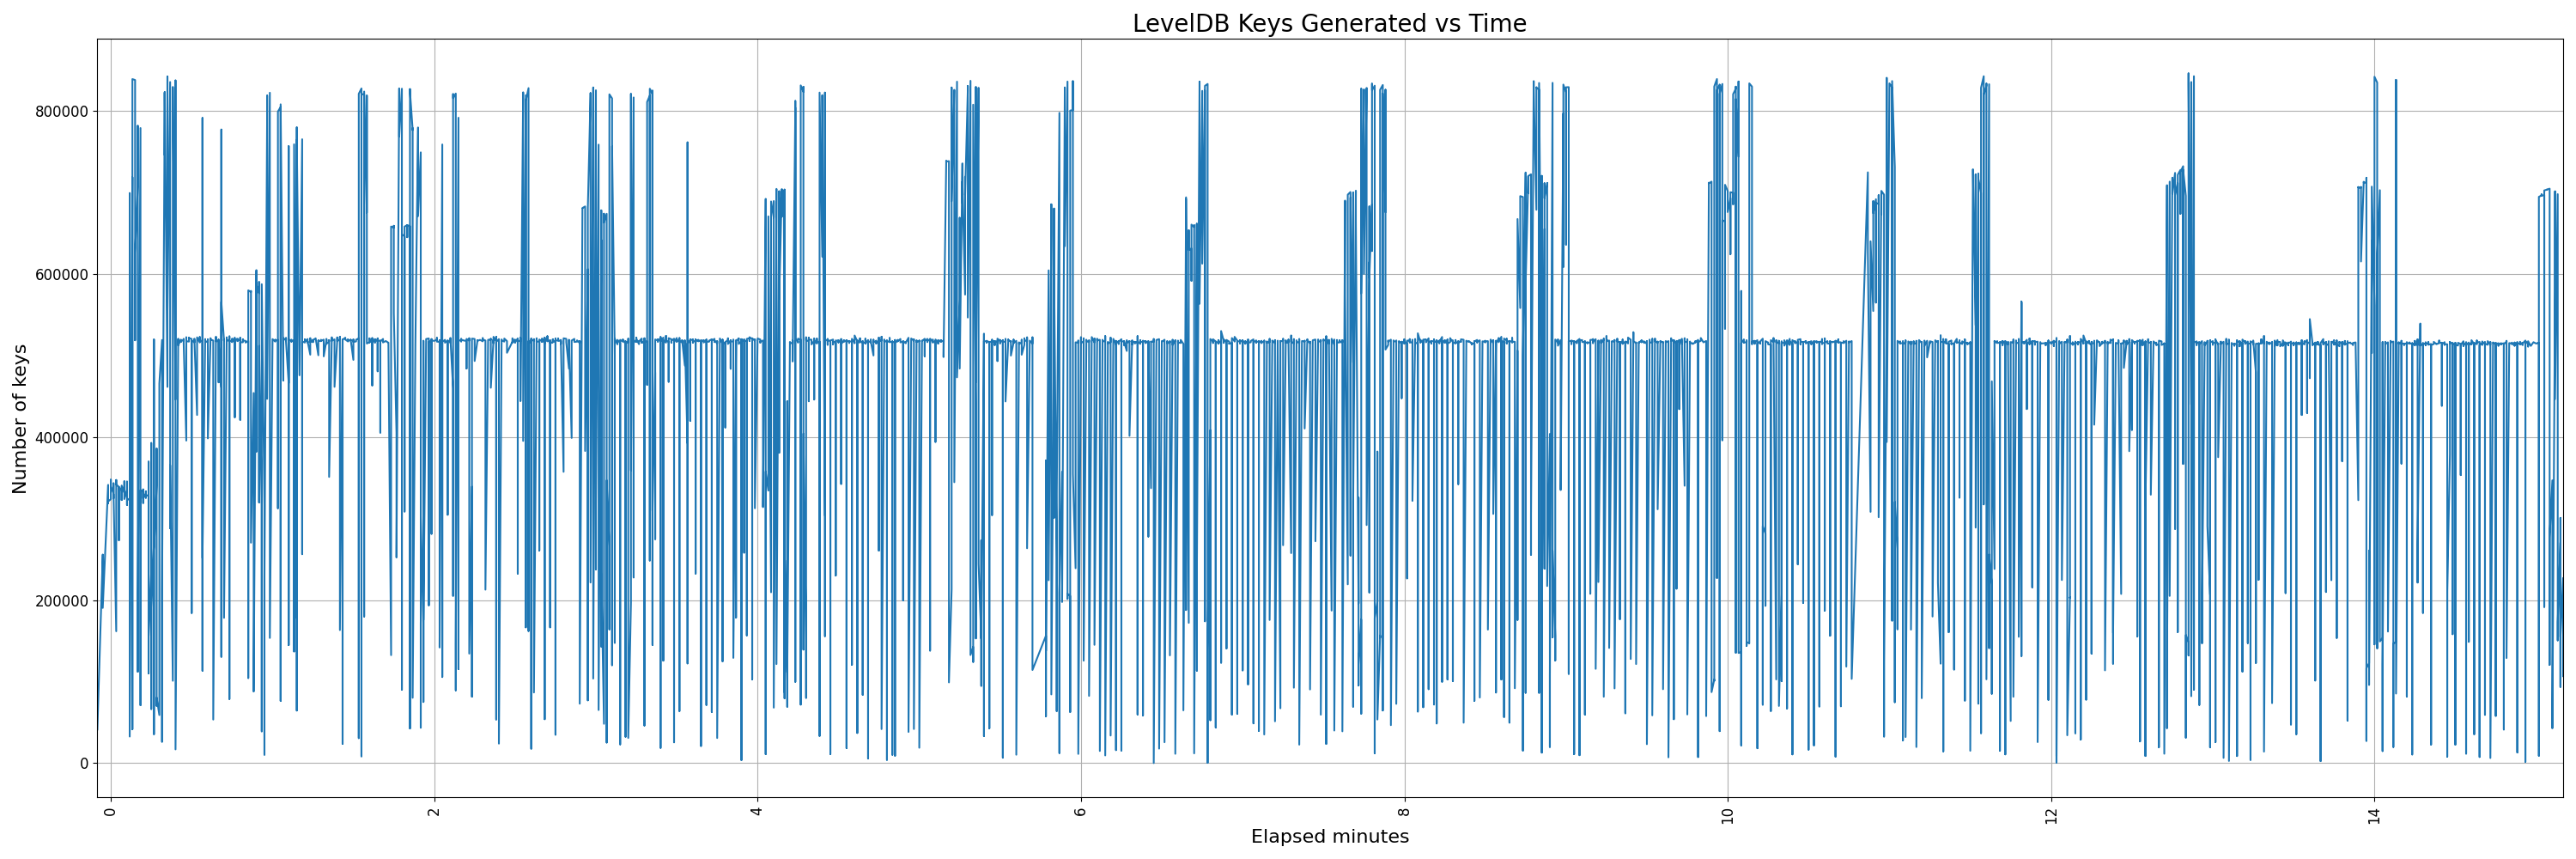 LevelDB Keys Generated vs Time
Number of keys
800000
600000
400000
200000
0
0 2 4 6 8 10 12 14
Elapsed minutes